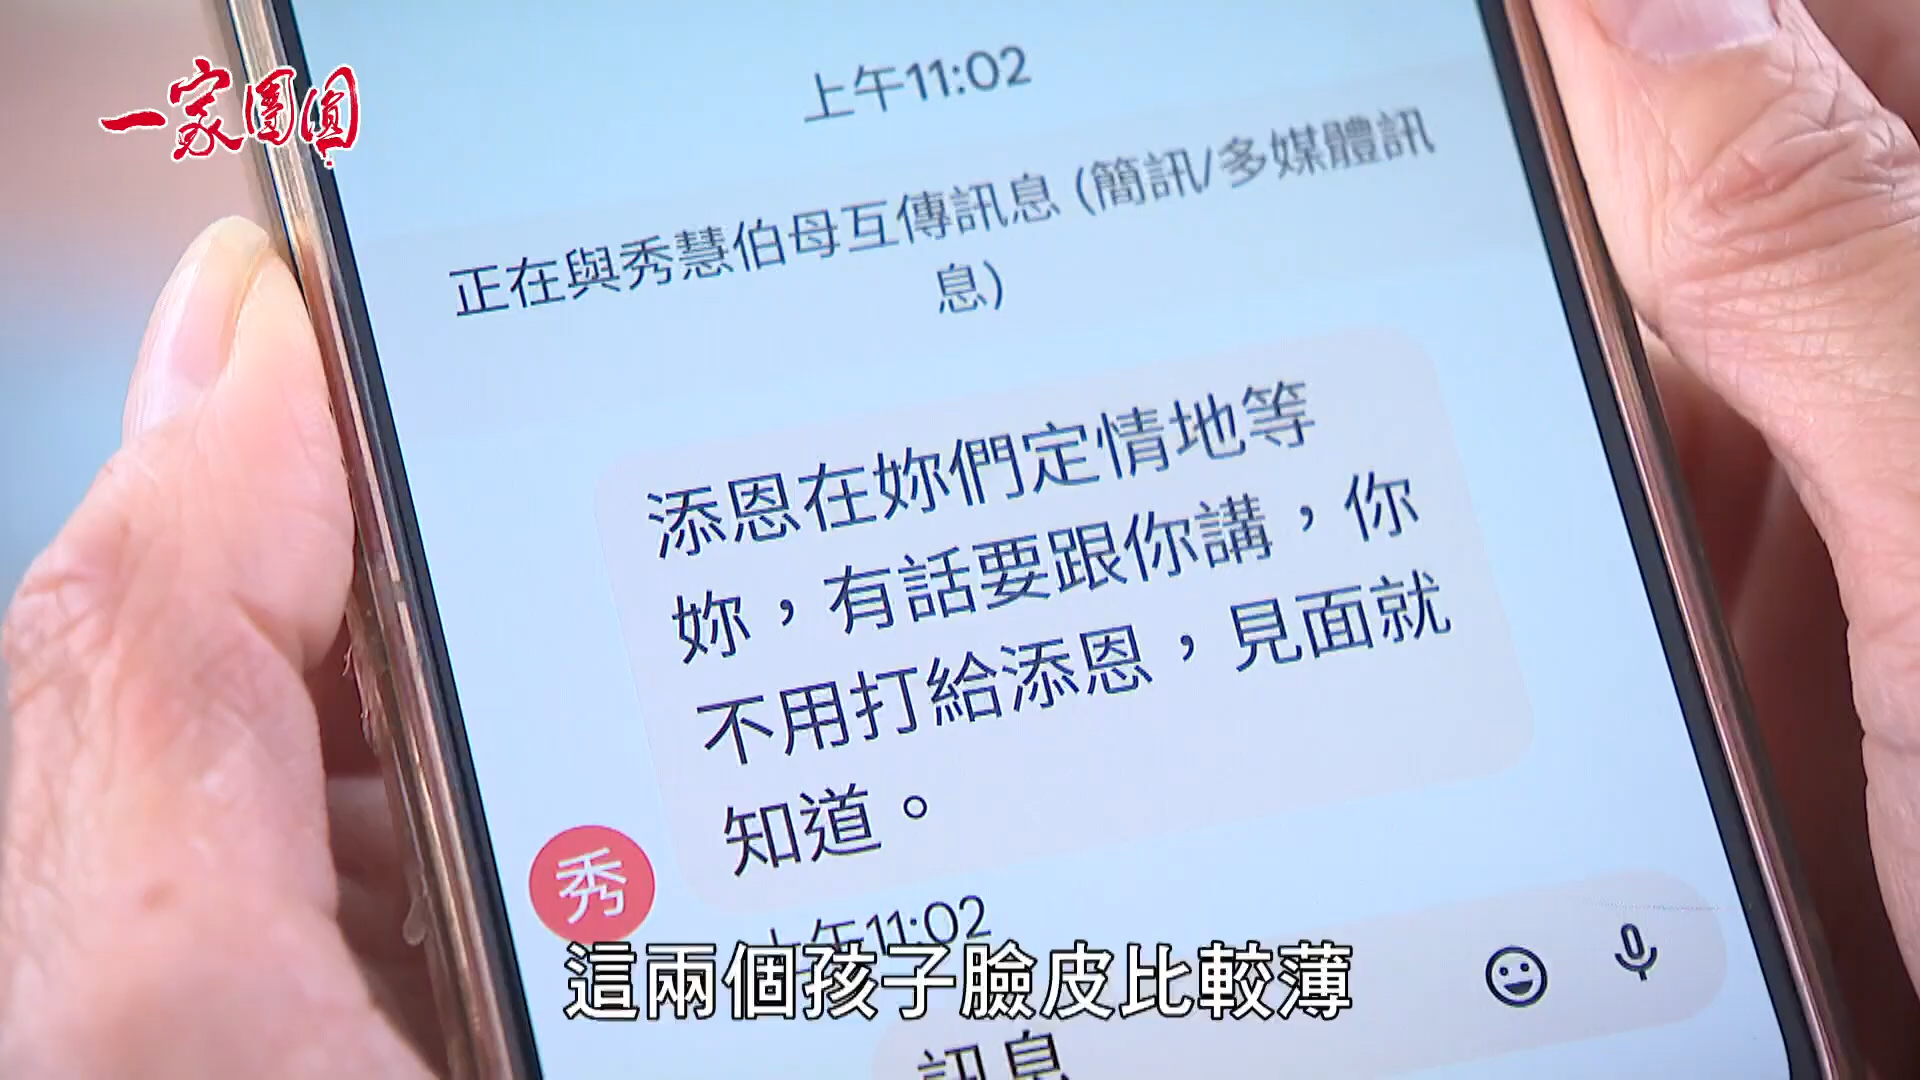 一家團圓
上午11:02
正在與秀慧伯母互傳訊息 (簡訊/多媒體訊
息)
添恩在妳們定情地等
妳，有話要跟你講，你
不用打給添恩，見面就
知道。
秀
上午11:02
這兩個孩子臉皮比較薄
訊息